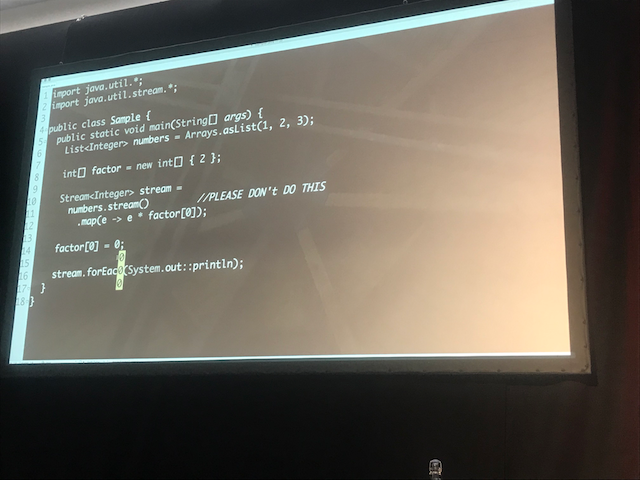 1 import java.util.*;
2 import java.util.stream.*;
3
4 public class Sample {
5 public static void main(String[] args) {
6 List<Integer> numbers = Arrays.asList(1, 2, 3);
7
8 int[] factor = new int[] { 2 };
9
10 Stream<Integer> stream =
11 numbers.stream() //PLEASE DON't DO THIS
12 .map(e -> e * factor[0]);
13
14 factor[0] = 0;
15
16 stream.forEac (System.out::println);
17 }
18 }
0
0
0